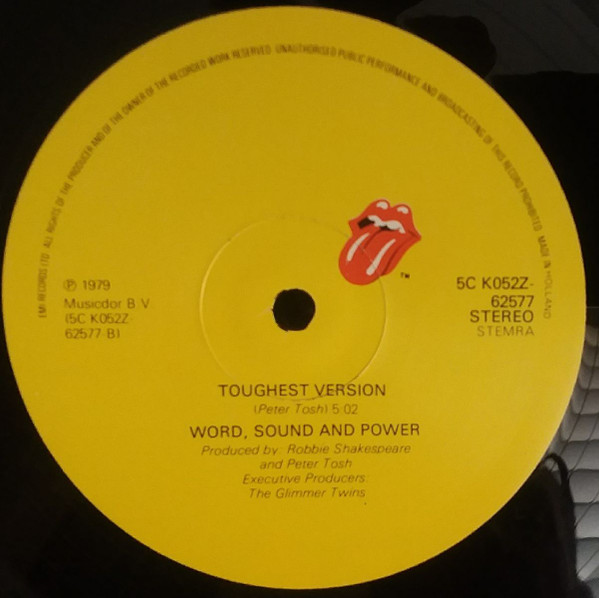 EMI RECORDS LTD. ALL RIGHTS OF THE PRODUCER AND OF THE OWNER OF THE RECORDED WORK RESERVED. UNAUTHORISED PUBLIC PERFORMANCE AND BROADCASTING OF THIS RECORD PROHIBITED. MADE IN HOLLAND
℗ 1979
Musicdor B.V.
(5C K052Z-
62577 B)
TM
5C K052Z-
62577
STEREO
STEMRA
TOUGHEST VERSION
(Peter Tosh) 5:02
WORD, SOUND AND POWER
Produced by: Robbie Shakespeare
and Peter Tosh
Executive Producers:
The Glimmer Twins